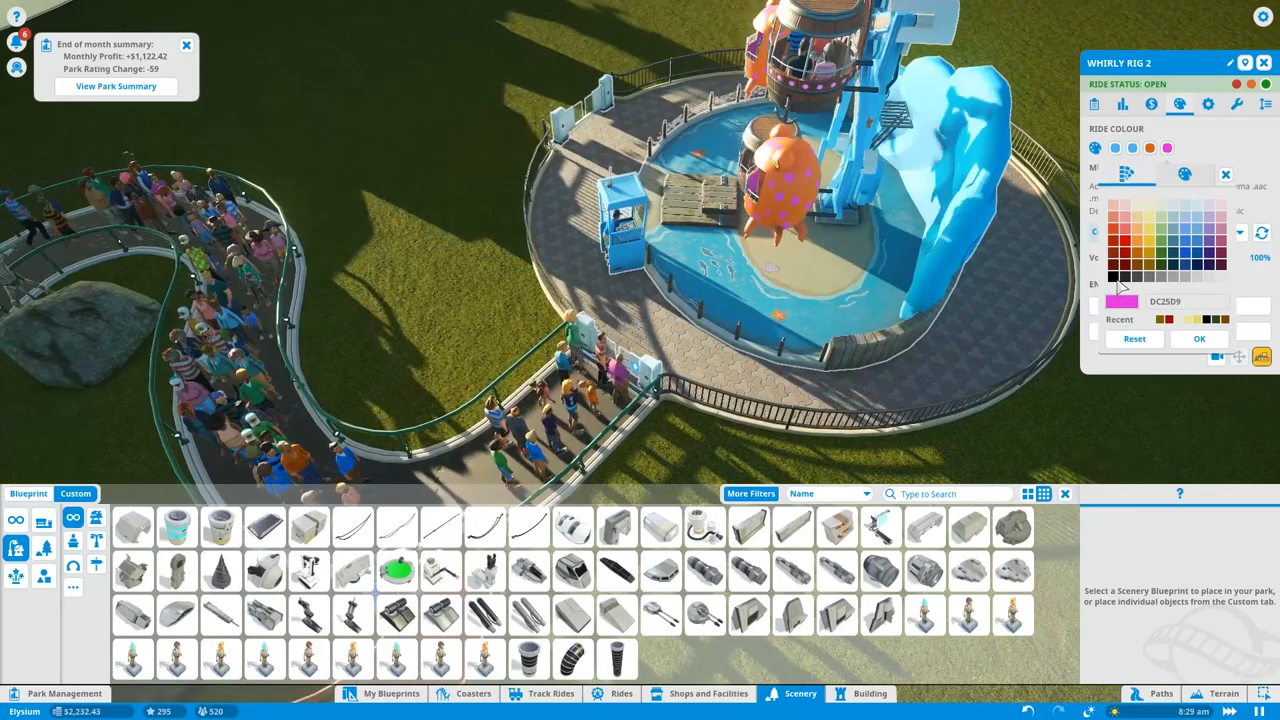 ?
6
End of month summary:
Monthly Profit: +$1,122.42
Park Rating Change: -59
View Park Summary
WHIRLY RIG 2
RIDE STATUS: OPEN
RIDE COLOUR
100%
DC25D9
Recent
Reset
OK
Blueprint
Custom
More Filters
Name
Type to Search
?
Select a Scenery Blueprint to place in your park,
or place individual objects from the Custom tab.
Park Management
My Blueprints
Coasters
Track Rides
Rides
Shops and Facilities
Scenery
Building
Paths
Terrain
Elysium
$2,232.43
295
520
8:29 am